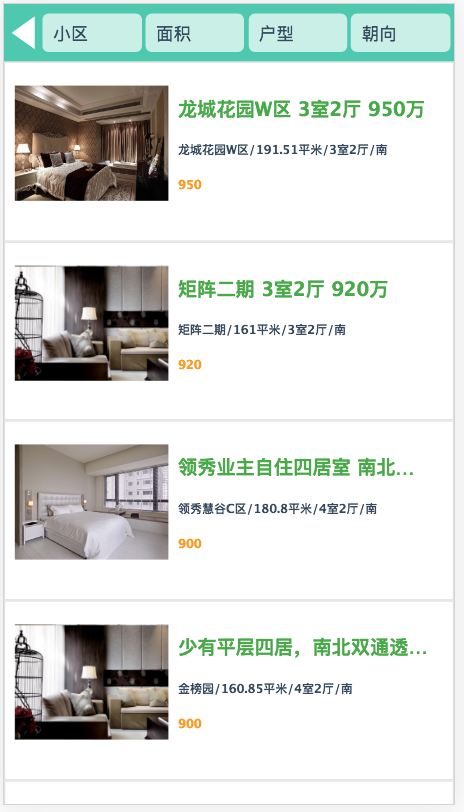 小区 面积 户型 朝向
龙城花园W区 3室2厅 950万
龙城花园W区/191.51平米/3室2厅/南
950
矩阵二期 3室2厅 920万
矩阵二期/161平米/3室2厅/南
920
领秀业主自住四居室 南北...
领秀慧谷C区/180.8平米/4室2厅/南
900
少有平层四居，南北双通透...
金榜园/160.85平米/4室2厅/南
900